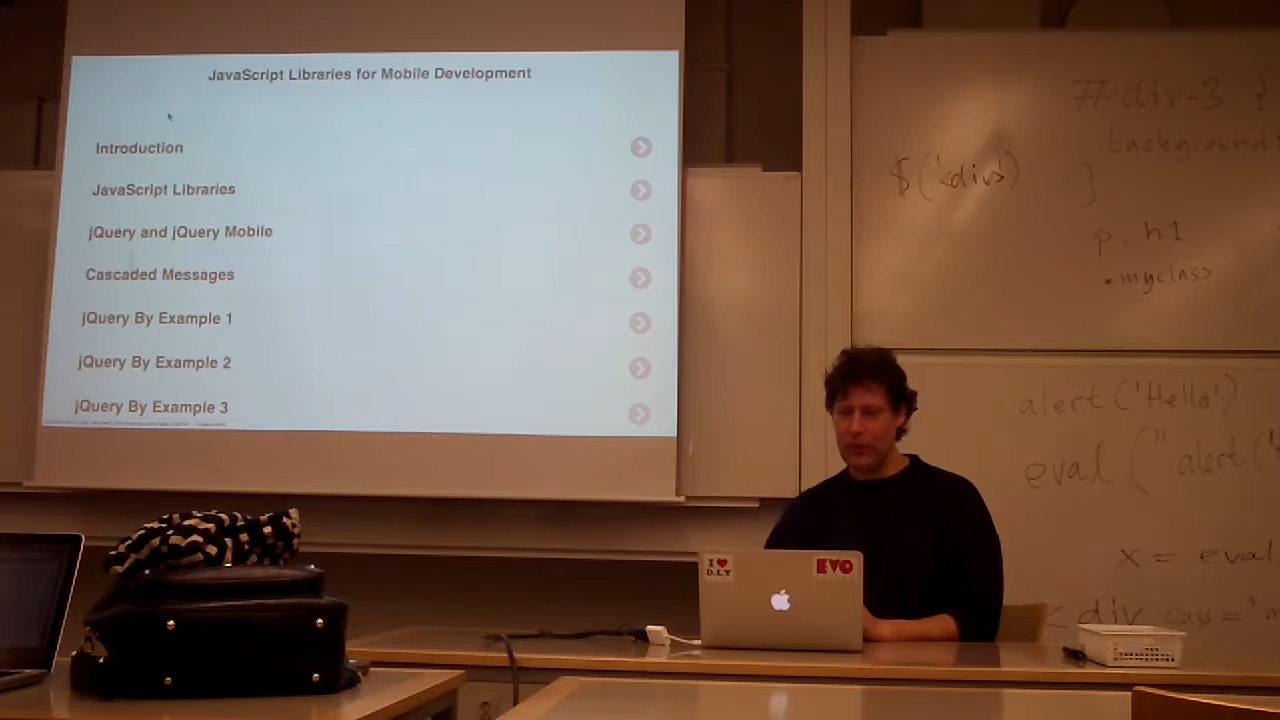 JavaScript Libraries for Mobile Development
Introduction
JavaScript Libraries
jQuery and jQuery Mobile
Cascaded Messages
jQuery By Example 1
jQuery By Example 2
jQuery By Example 3
#div-3 {
background:
}
$('<div>')
p, h1
.myclass
alert('Hello')
eval ("alert('
x = eval
< div class="m
I ♥
D.I.Y
EVO